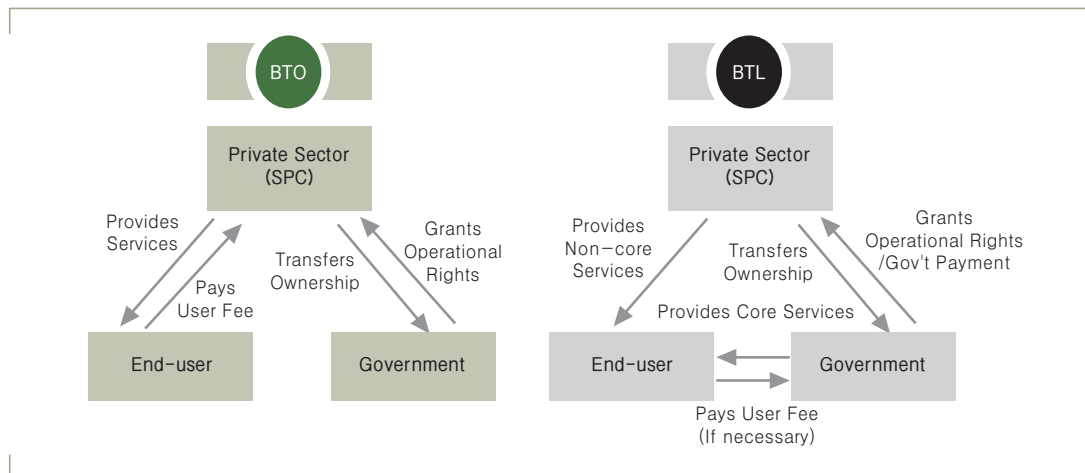 BTO
Private Sector
(SPC)
Provides
Services
Pays
User Fee
Transfers
Ownership
Grants
Operational
Rights
End-user
Government
BTL
Private Sector
(SPC)
Provides
Non-core
Services
Transfers
Ownership
Grants
Operational Rights
/Gov't Payment
Provides Core Services
End-user
Government
Pays User Fee
(If necessary)